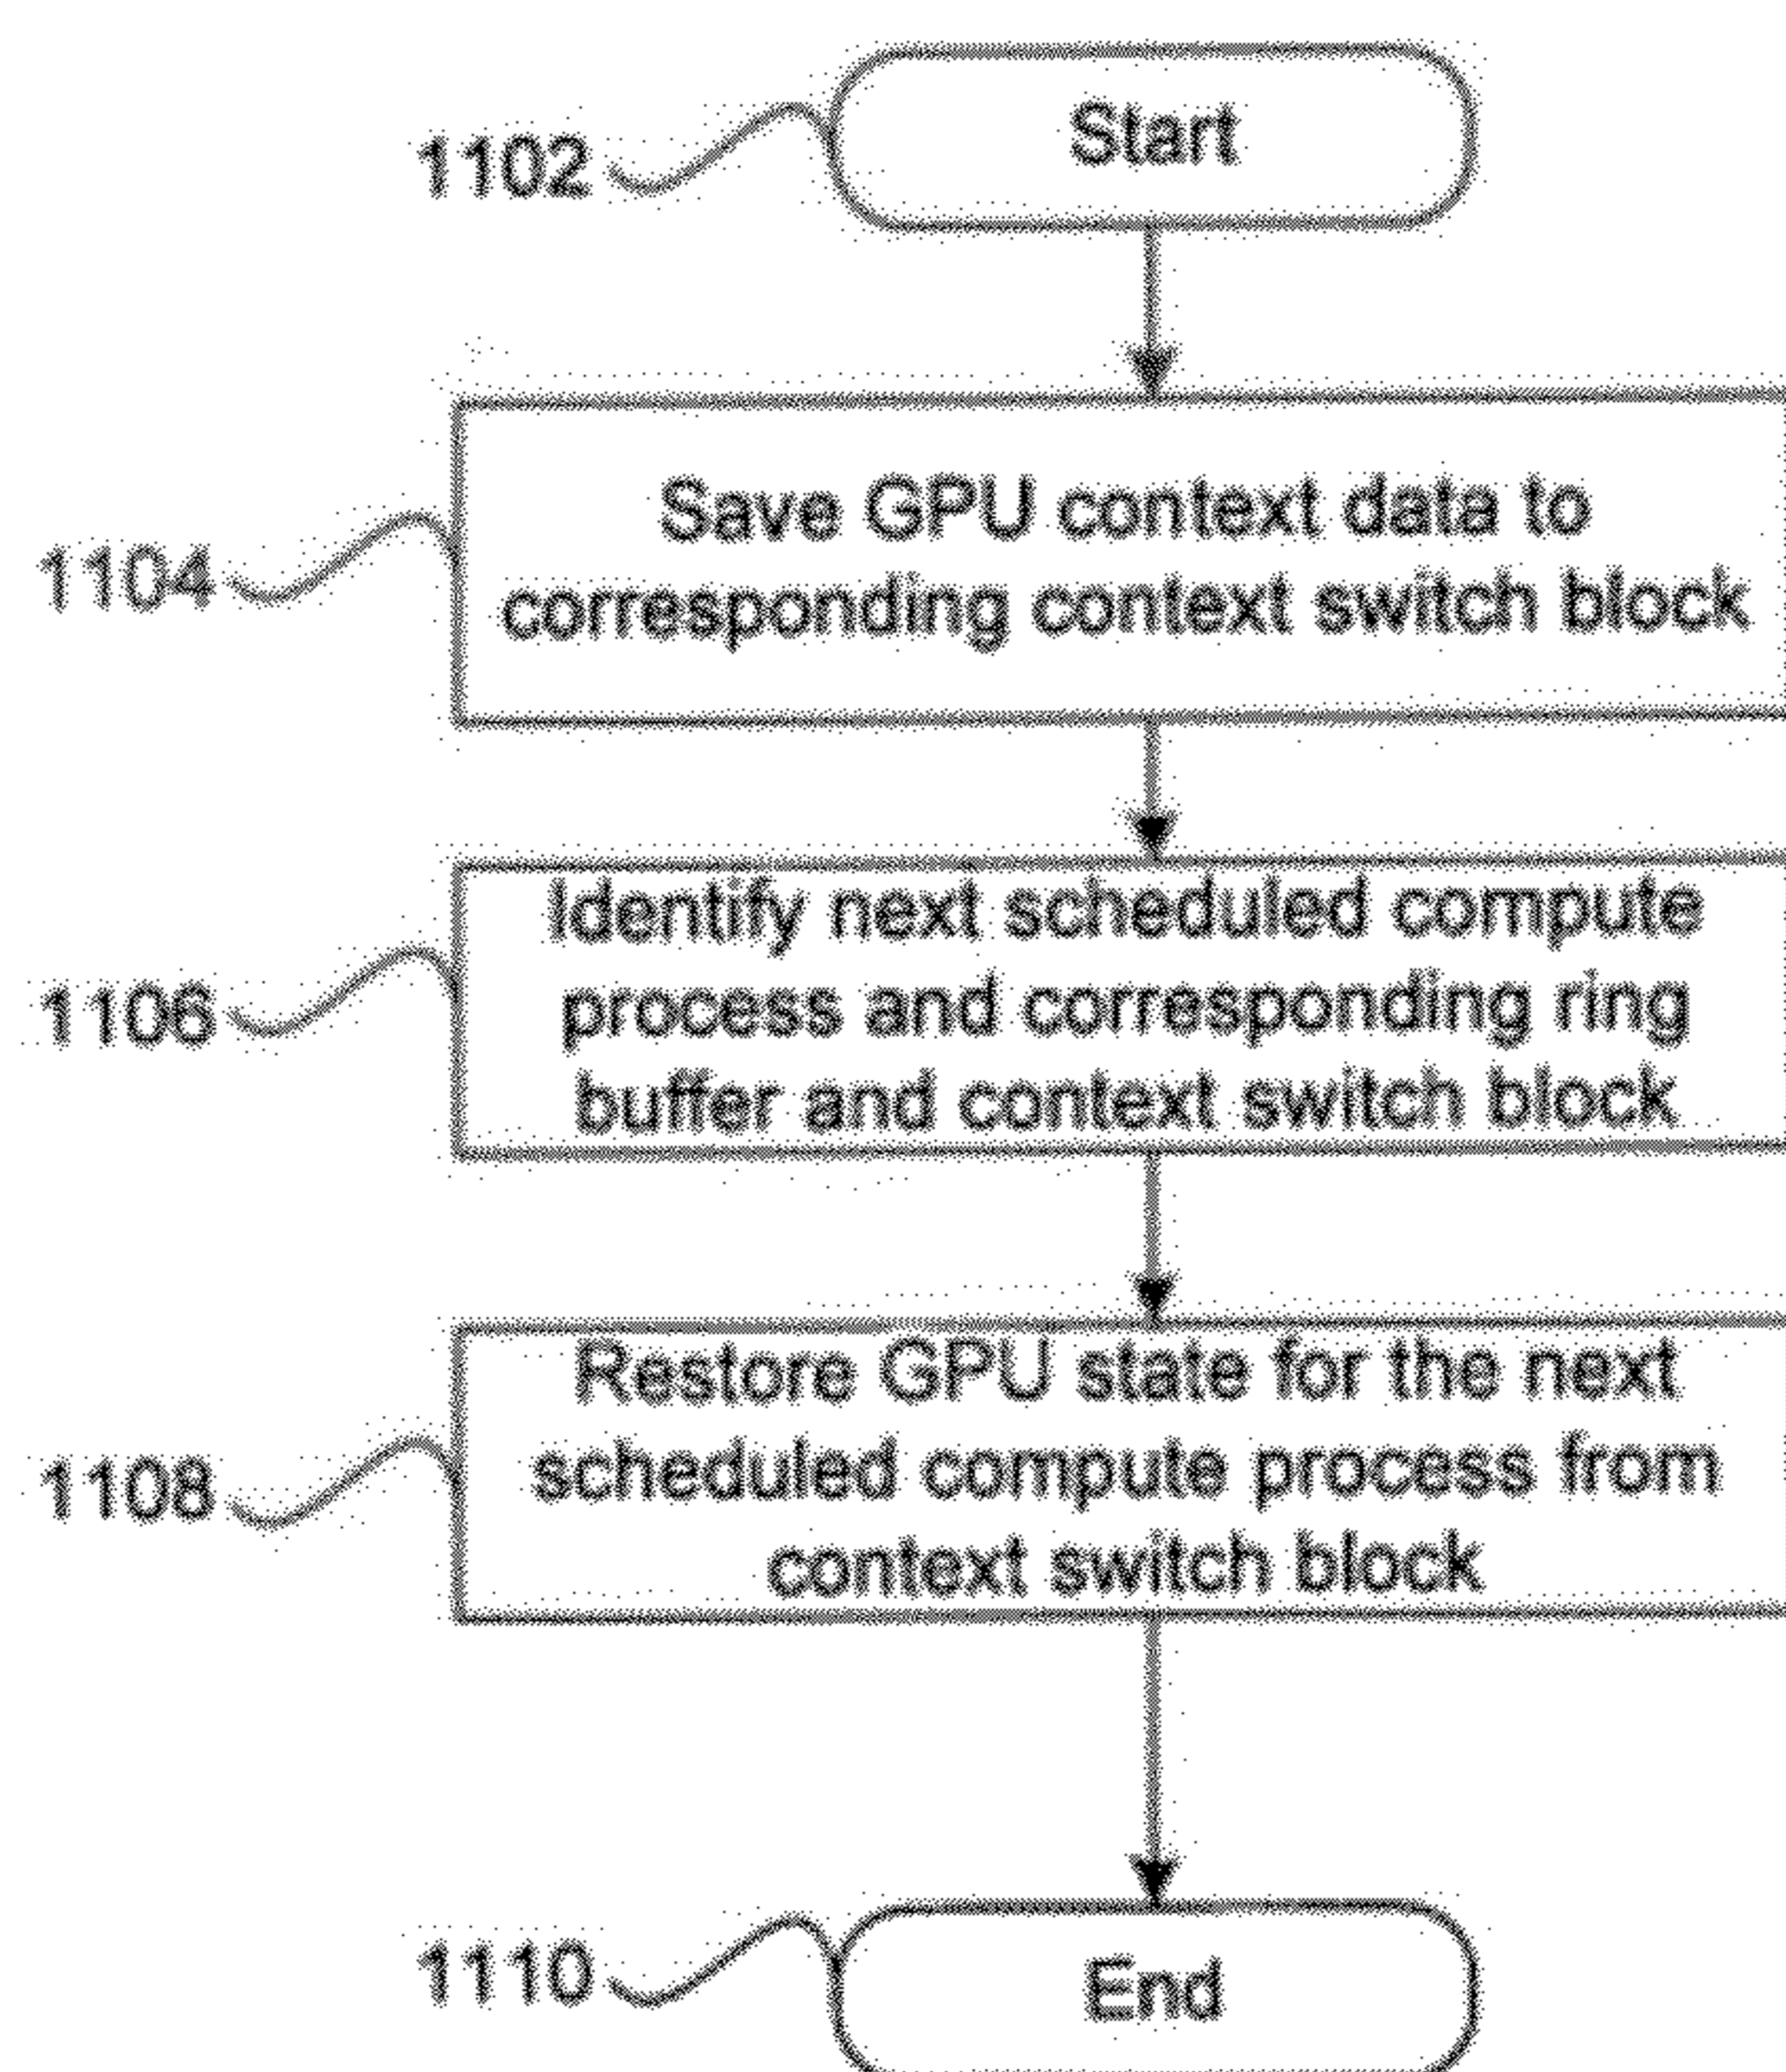 1102
Start
1104
Save GPU context data to
corresponding context switch block
1106
Identify next scheduled compute
process and corresponding ring
buffer and context switch block
1108
Restore GPU state for the next
scheduled compute process from
context switch block
1110
End